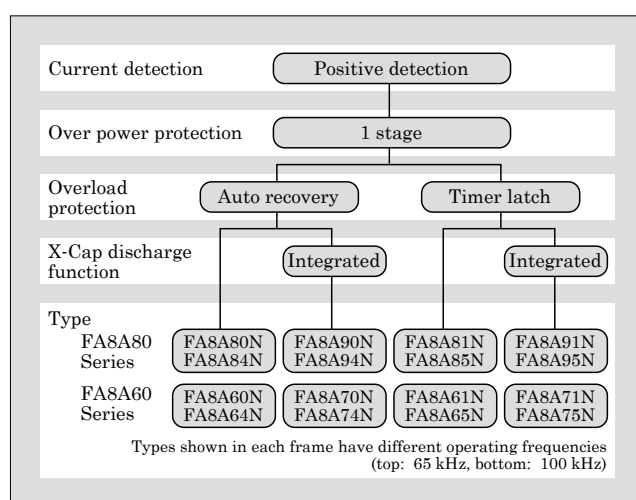 Current detection
Positive detection
Over power protection
1 stage
Overload
protection
Auto recovery
Timer latch
X-Cap discharge
function
Integrated
Integrated
Type
FA8A80
Series
FA8A80N
FA8A84N
FA8A90N
FA8A94N
FA8A81N
FA8A85N
FA8A91N
FA8A95N
FA8A60
Series
FA8A60N
FA8A64N
FA8A70N
FA8A74N
FA8A61N
FA8A65N
FA8A71N
FA8A75N
Types shown in each frame have different operating frequencies
(top: 65 kHz, bottom: 100 kHz)